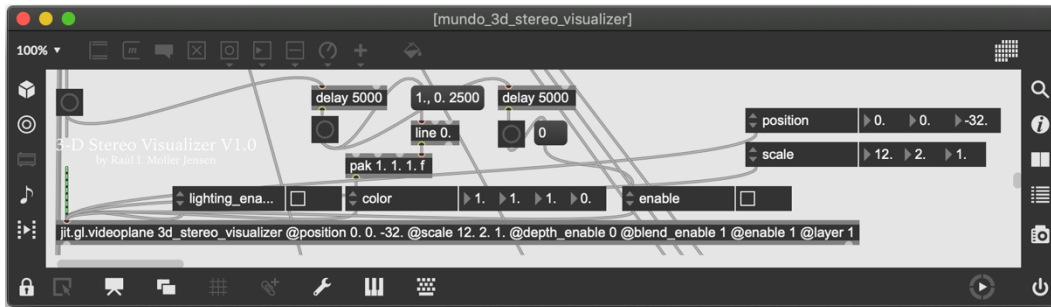 [mundo_3d_stereo_visualizer]
100%
m
delay 5000
1., 0. 2500
delay 5000
line 0.
0
position 0. 0. -32.
3-D Stereo Visualizer V1.0
by Raúl I. Moller Jensen
scale 12. 2. 1.
pak 1. 1. 1. f
lighting_ena...
color 1. 1. 1. 0.
enable
jit.gl.videoplane 3d_stereo_visualizer @position 0. 0. -32. @scale 12. 2. 1. @depth_enable 0 @blend_enable 1 @enable 1 @layer 1